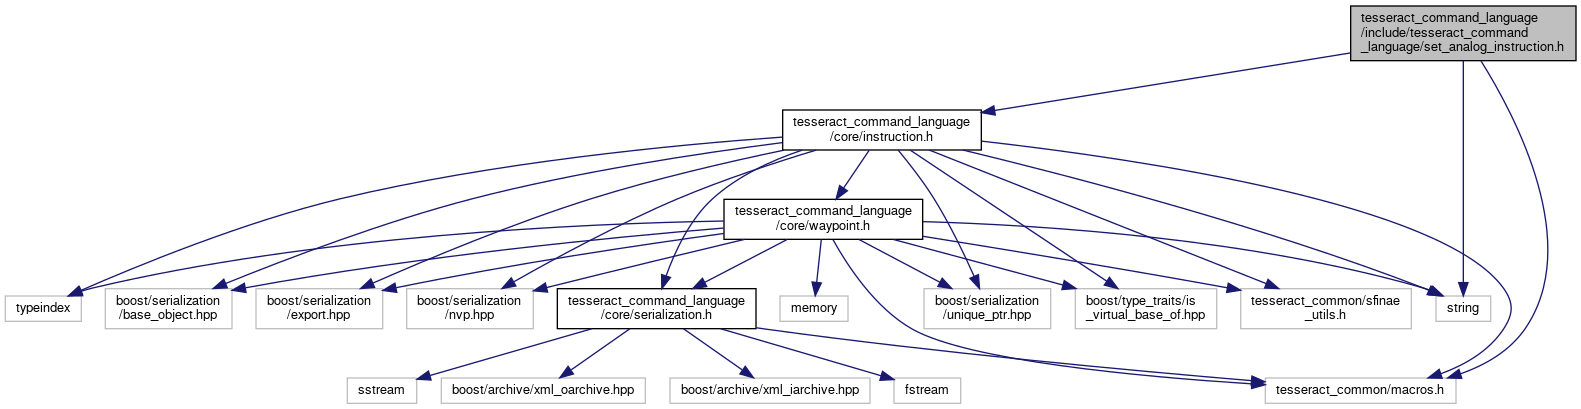 tesseract_command_language
/include/tesseract_command
_language/set_analog_instruction.h
tesseract_command_language
/core/instruction.h
tesseract_command_language
/core/waypoint.h
typeindex
boost/serialization
/base_object.hpp
boost/serialization
/export.hpp
boost/serialization
/nvp.hpp
tesseract_command_language
/core/serialization.h
memory
boost/serialization
/unique_ptr.hpp
boost/type_traits/is
_virtual_base_of.hpp
tesseract_common/sfinae
_utils.h
string
sstream
boost/archive/xml_oarchive.hpp
boost/archive/xml_iarchive.hpp
fstream
tesseract_common/macros.h